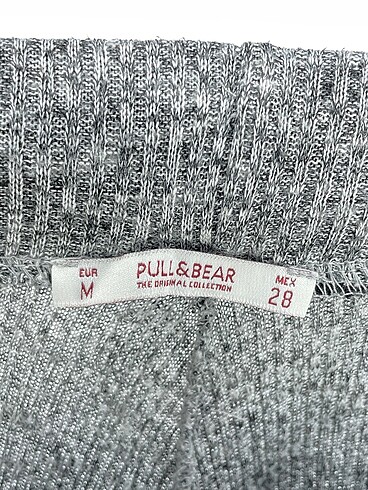 EUR
M
PULL&BEAR
THE ORIGINAL COLLECTION
MEX
28